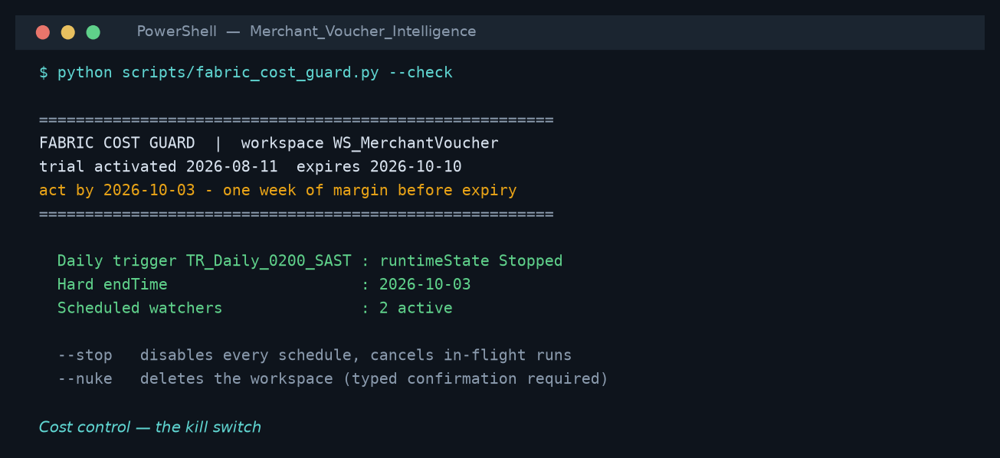 PowerShell — Merchant_Voucher_Intelligence
$ python scripts/fabric_cost_guard.py --check
========================================================
FABRIC COST GUARD  |  workspace WS_MerchantVoucher
trial activated 2026-08-11  expires 2026-10-10
act by 2026-10-03 - one week of margin before expiry
========================================================
Daily trigger TR_Daily_0200_SAST : runtimeState Stopped
Hard endTime                     : 2026-10-03
Scheduled watchers               : 2 active
--stop   disables every schedule, cancels in-flight runs
--nuke   deletes the workspace (typed confirmation required)
Cost control — the kill switch